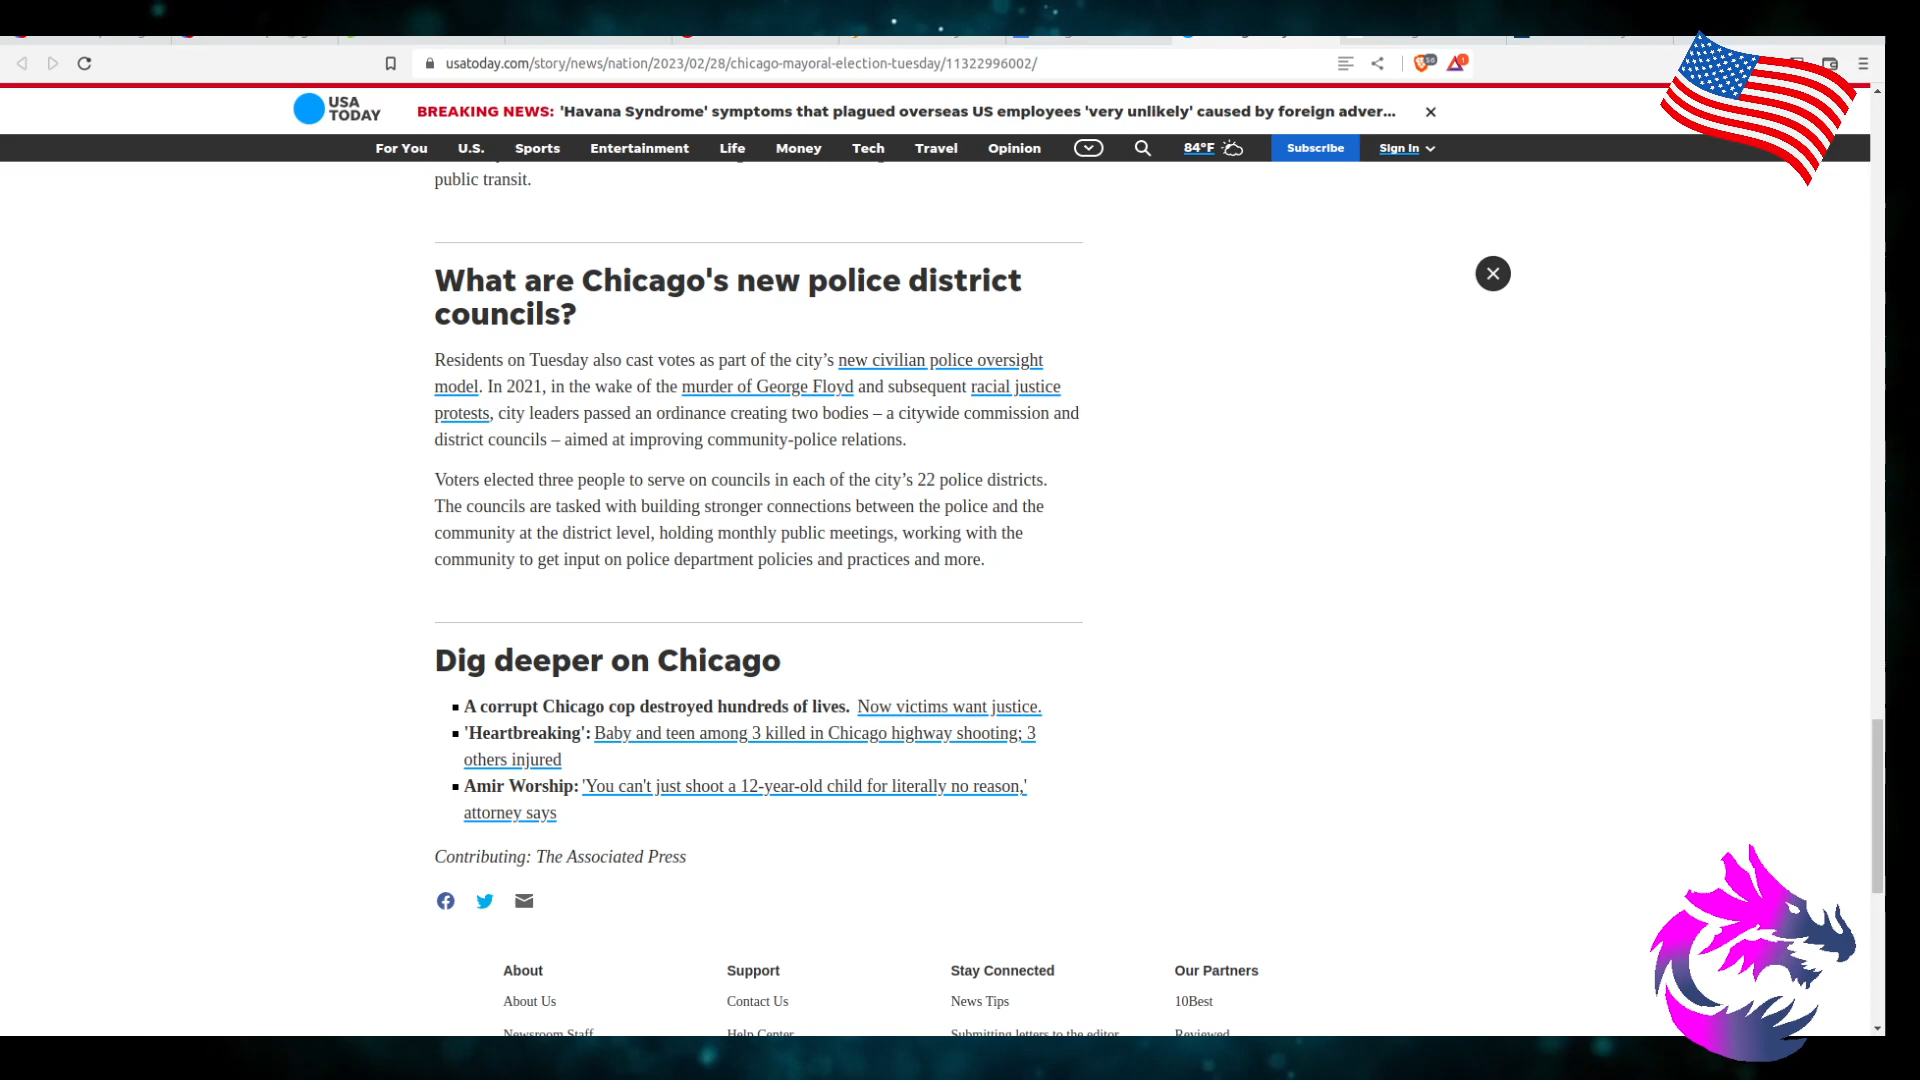 usatoday.com/story/news/nation/2023/02/28/chicago-mayoral-election-tuesday/11322996002/
56
1
USA TODAY
BREAKING NEWS: 'Havana Syndrome' symptoms that plagued overseas US employees 'very unlikely' caused by foreign adver...
For You U.S. Sports Entertainment Life Money Tech Travel Opinion 84°F Subscribe Sign In
public transit.
What are Chicago's new police district
councils?
Residents on Tuesday also cast votes as part of the city’s new civilian police oversight
model. In 2021, in the wake of the murder of George Floyd and subsequent racial justice
protests, city leaders passed an ordinance creating two bodies – a citywide commission and
district councils – aimed at improving community-police relations.
Voters elected three people to serve on councils in each of the city’s 22 police districts.
The councils are tasked with building stronger connections between the police and the
community at the district level, holding monthly public meetings, working with the
community to get input on police department policies and practices and more.
Dig deeper on Chicago
A corrupt Chicago cop destroyed hundreds of lives. Now victims want justice.
'Heartbreaking': Baby and teen among 3 killed in Chicago highway shooting; 3
others injured
Amir Worship: 'You can't just shoot a 12-year-old child for literally no reason,'
attorney says
Contributing: The Associated Press
About Support Stay Connected Our Partners
About Us Contact Us News Tips 10Best
Newsroom Staff Help Center Submitting letters to the editor Reviewed